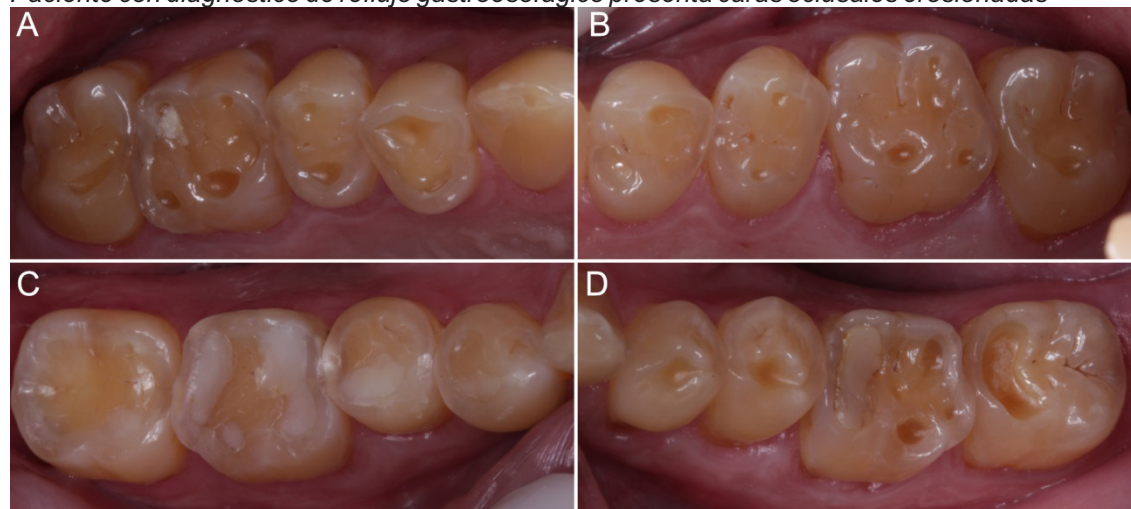 Paciente con diagnóstico de reflujo gastroesofágico presenta caras oclusales erosionadas
A
B
C
D